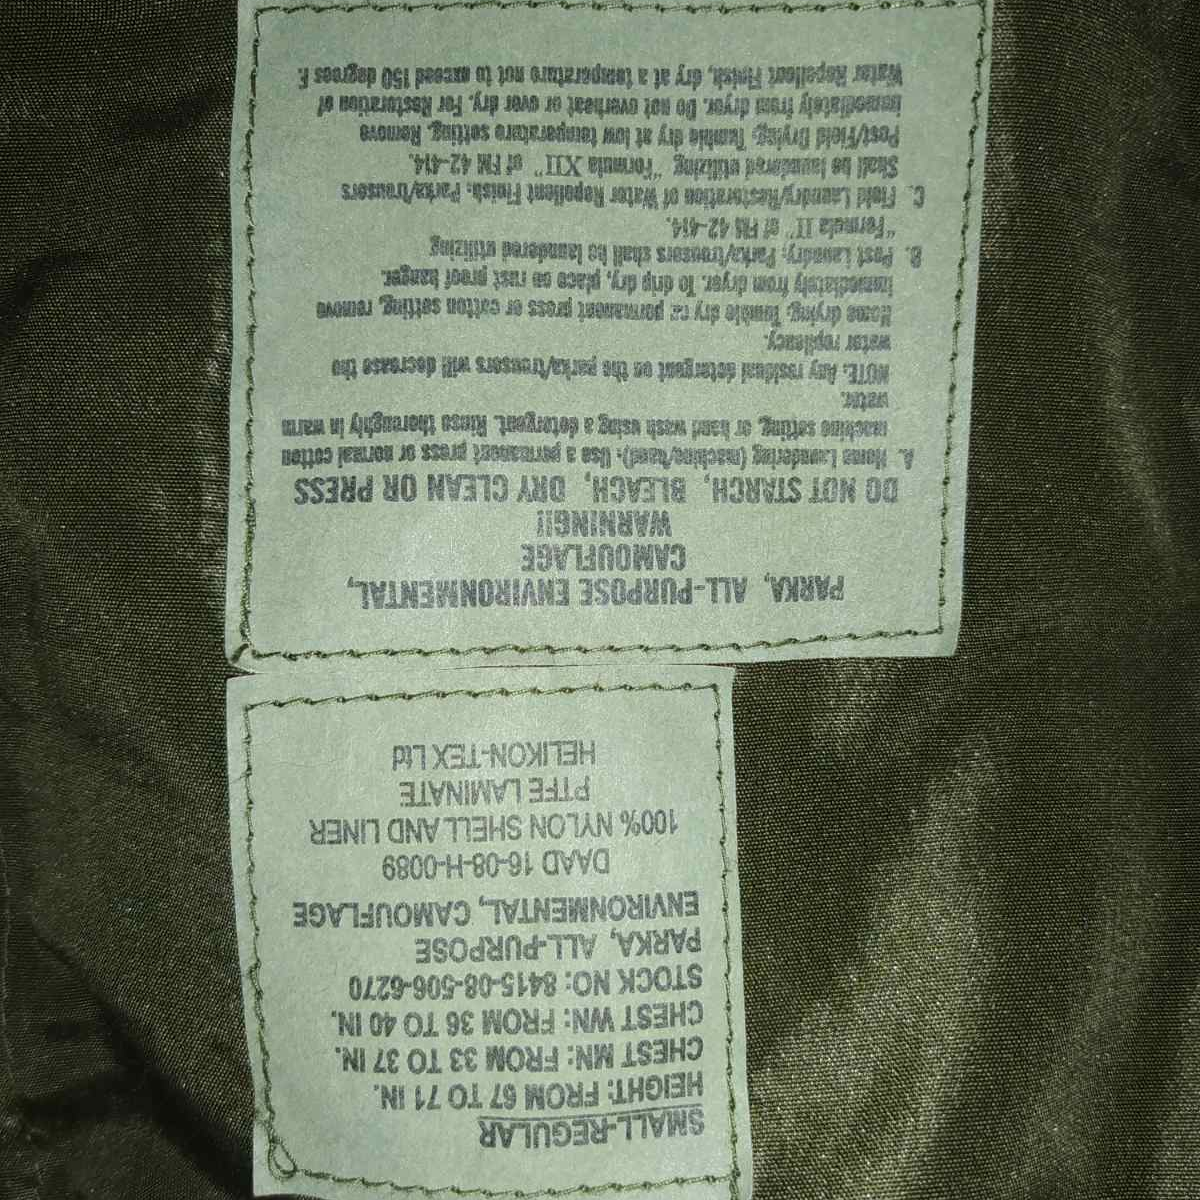 SMALL-REGULAR
HEIGHT: FROM 67 TO 71 IN.
CHEST MN: FROM 33 TO 37 IN.
CHEST WN: FROM 36 TO 40 IN.
STOCK NO: 8415-08-506-6270
PARKA, ALL-PURPOSE
ENVIRONMENTAL, CAMOUFLAGE
DAAD 16-08-H-0089
100% NYLON SHELL AND LINER
PTFE LAMINATE
HELIKON-TEX Ltd
PARKA, ALL-PURPOSE ENVIRONMENTAL,
CAMOUFLAGE
WARNING!!
DO NOT STARCH, BLEACH, DRY CLEAN OR PRESS
A. Home Laundering (machine/hand). Use a permanent press or normal cotton
machine setting, or hand wash using a detergent. Rinse thoroughly in warm
water.
NOTE. Any residual detergent on the parka/trousers will decrease the
water repllency.
Home drying. Tumble dry permanent press or cotton setting, remove
immediately from dryer. To drip dry, place on rust proof hanger.
B. Post Laundry. Parka/trousers shall be laundered utilizing
"Formula II" of FM 42-414.
C. Field Laundry/Restoration of Water Repellent Finish. Parka/trousers
Shall be laundered utilizing "Formula XII" of FM 42-414.
Post/Field Drying. Tumble dry at low temperature setting. Remove
immediately from dryer. Do not overheat or over dry. For Restoration of
Water Repellent Finish, dry at a temperature not to exceed 150 degrees F.